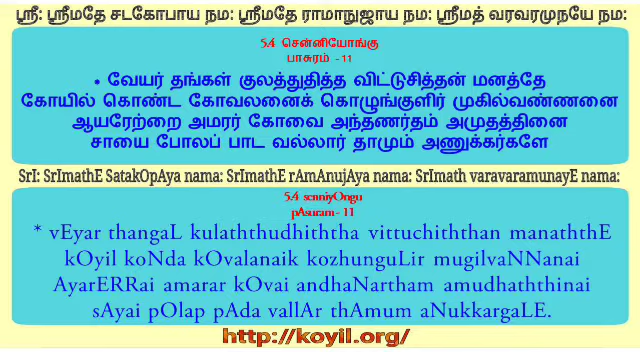 ஸ்ரீ: ஸ்ரீமதே சடகோபாய நம: ஸ்ரீமதே ராமாநுஜாய நம: ஸ்ரீமத் வரவரமுநயே நம:
5.4 சென்னியோங்கு
பாசுரம் - 11
* வேயர் தங்கள் குலத்துதித்த விட்டுசித்தன் மனத்தே
கோயில் கொண்ட கோவலனைக் கொழுங்குளிர் முகில்வண்ணனை
ஆயரேற்றை அமரர் கோவை அந்தணர்தம் அமுதத்தினை
சாயை போலப் பாட வல்லார் தாமும் அணுக்கர்களே
SrI: SrImathE SatakOpAya nama: SrImathE rAmAnujAya nama: SrImath varavaramunayE nama:
5.4 senniyOngu
pAsuram - 11
* vEyar thangaL kulaththudhiththa vittuchiththan manaththE
kOyil koNda kOvalanaik kozhunguLir mugilvaNNanai
AyarERRai amarar kOvai andhaNartham amudhaththinai
sAyai pOlap pAda vallAr thAmum aNukkargaLE.
http://koyil.org/